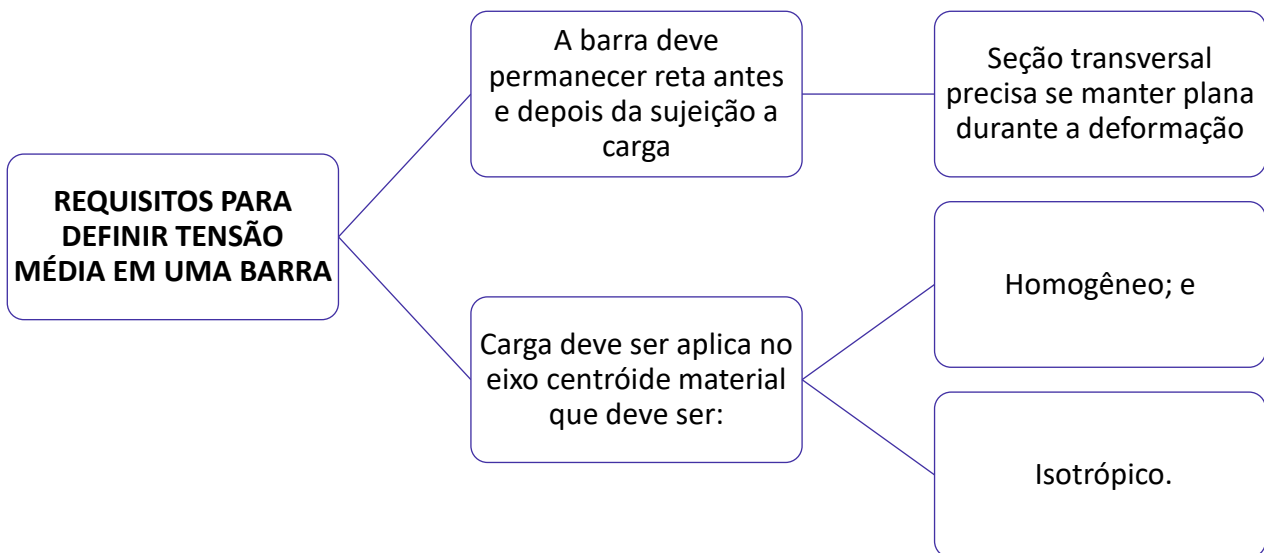 REQUISITOS PARA
DEFINIR TENSÃO
MÉDIA EM UMA BARRA
A barra deve
permanecer reta antes
e depois da sujeição a
carga
Seção transversal
precisa se manter plana
durante a deformação
Carga deve ser aplica no
eixo centróide material
que deve ser:
Homogêneo; e
Isotrópico.